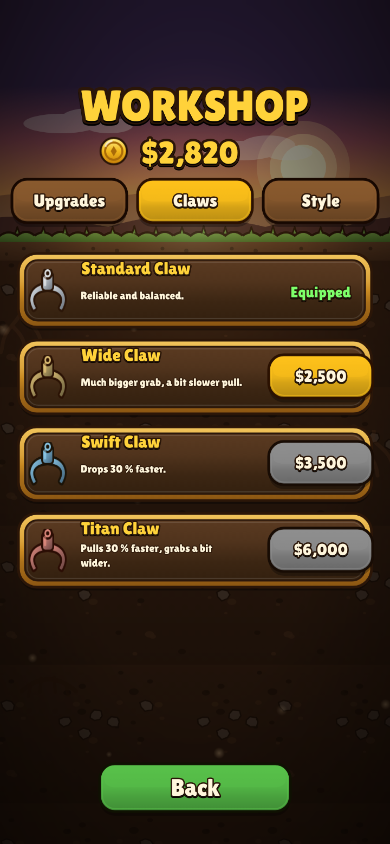 WORKSHOP
$2,820
Upgrades
Claws
Style
Standard Claw
Reliable and balanced.
Equipped
Wide Claw
Much bigger grab, a bit slower pull.
$2,500
Swift Claw
Drops 30 % faster.
$3,500
Titan Claw
Pulls 30 % faster, grabs a bit
wider.
$6,000
Back